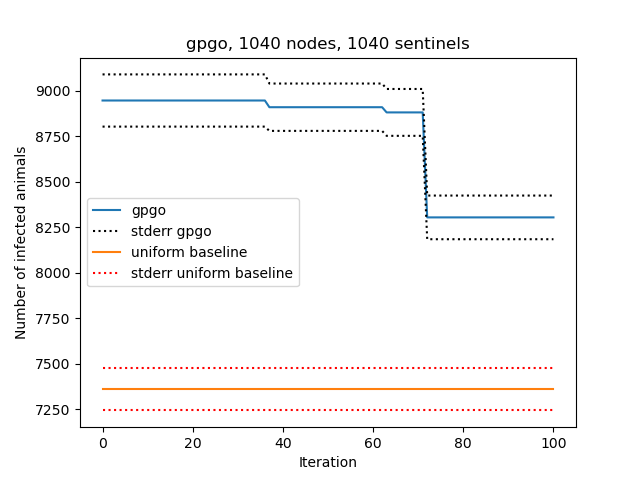 gpgo, 1040 nodes, 1040 sentinels
Number of infected animals
9000
8750
8500
8250
8000
7750
7500
7250
gpgo
stderr gpgo
uniform baseline
stderr uniform baseline
0 20 40 60 80 100
Iteration